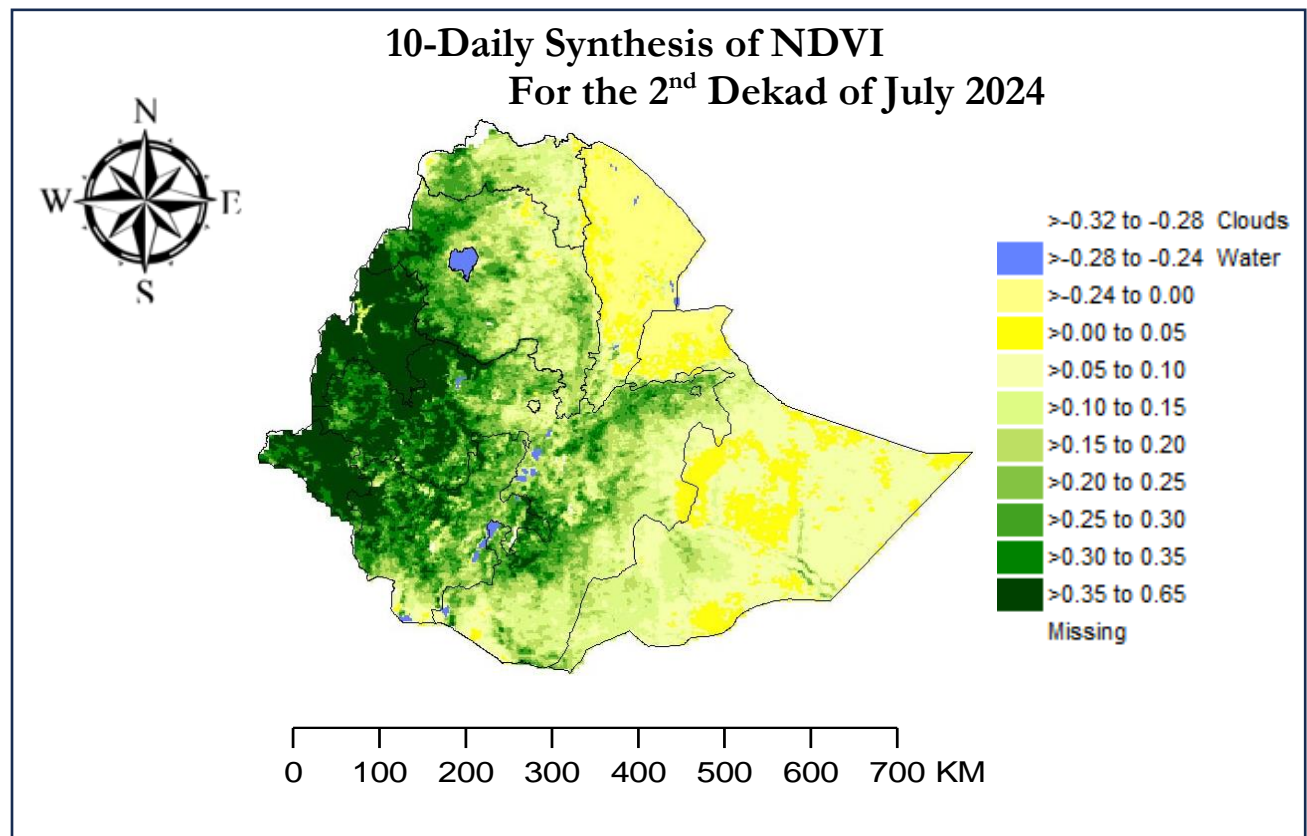 10-Daily Synthesis of NDVI
For the 2nd Dekad of July 2024
N
W E
S
>-0.32 to -0.28 Clouds
>-0.28 to -0.24 Water
>-0.24 to 0.00
>0.00 to 0.05
>0.05 to 0.10
>0.10 to 0.15
>0.15 to 0.20
>0.20 to 0.25
>0.25 to 0.30
>0.30 to 0.35
>0.35 to 0.65
Missing
0 100 200 300 400 500 600 700 KM